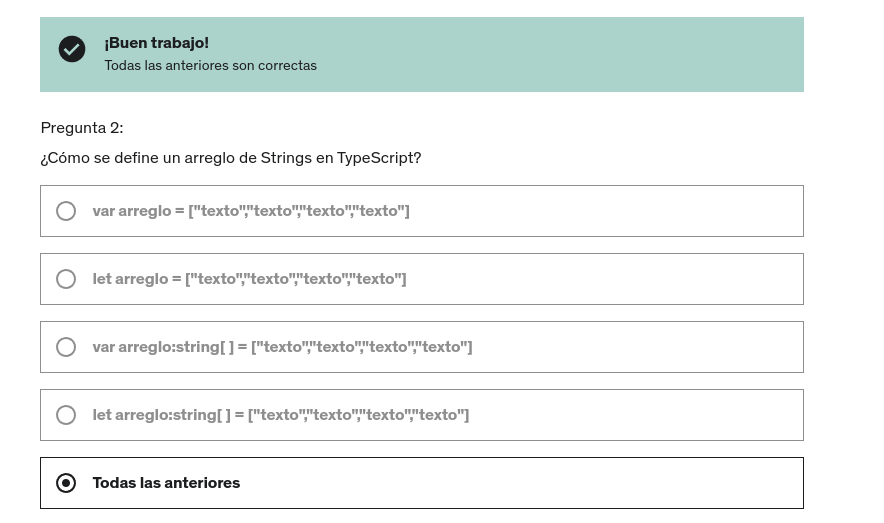 ¡Buen trabajo!
Todas las anteriores son correctas
Pregunta 2:
¿Cómo se define un arreglo de Strings en TypeScript?
var arreglo = ["texto","texto","texto","texto"]
let arreglo = ["texto","texto","texto","texto"]
var arreglo:string[ ] = ["texto","texto","texto","texto"]
let arreglo:string[ ] = ["texto","texto","texto","texto"]
Todas las anteriores